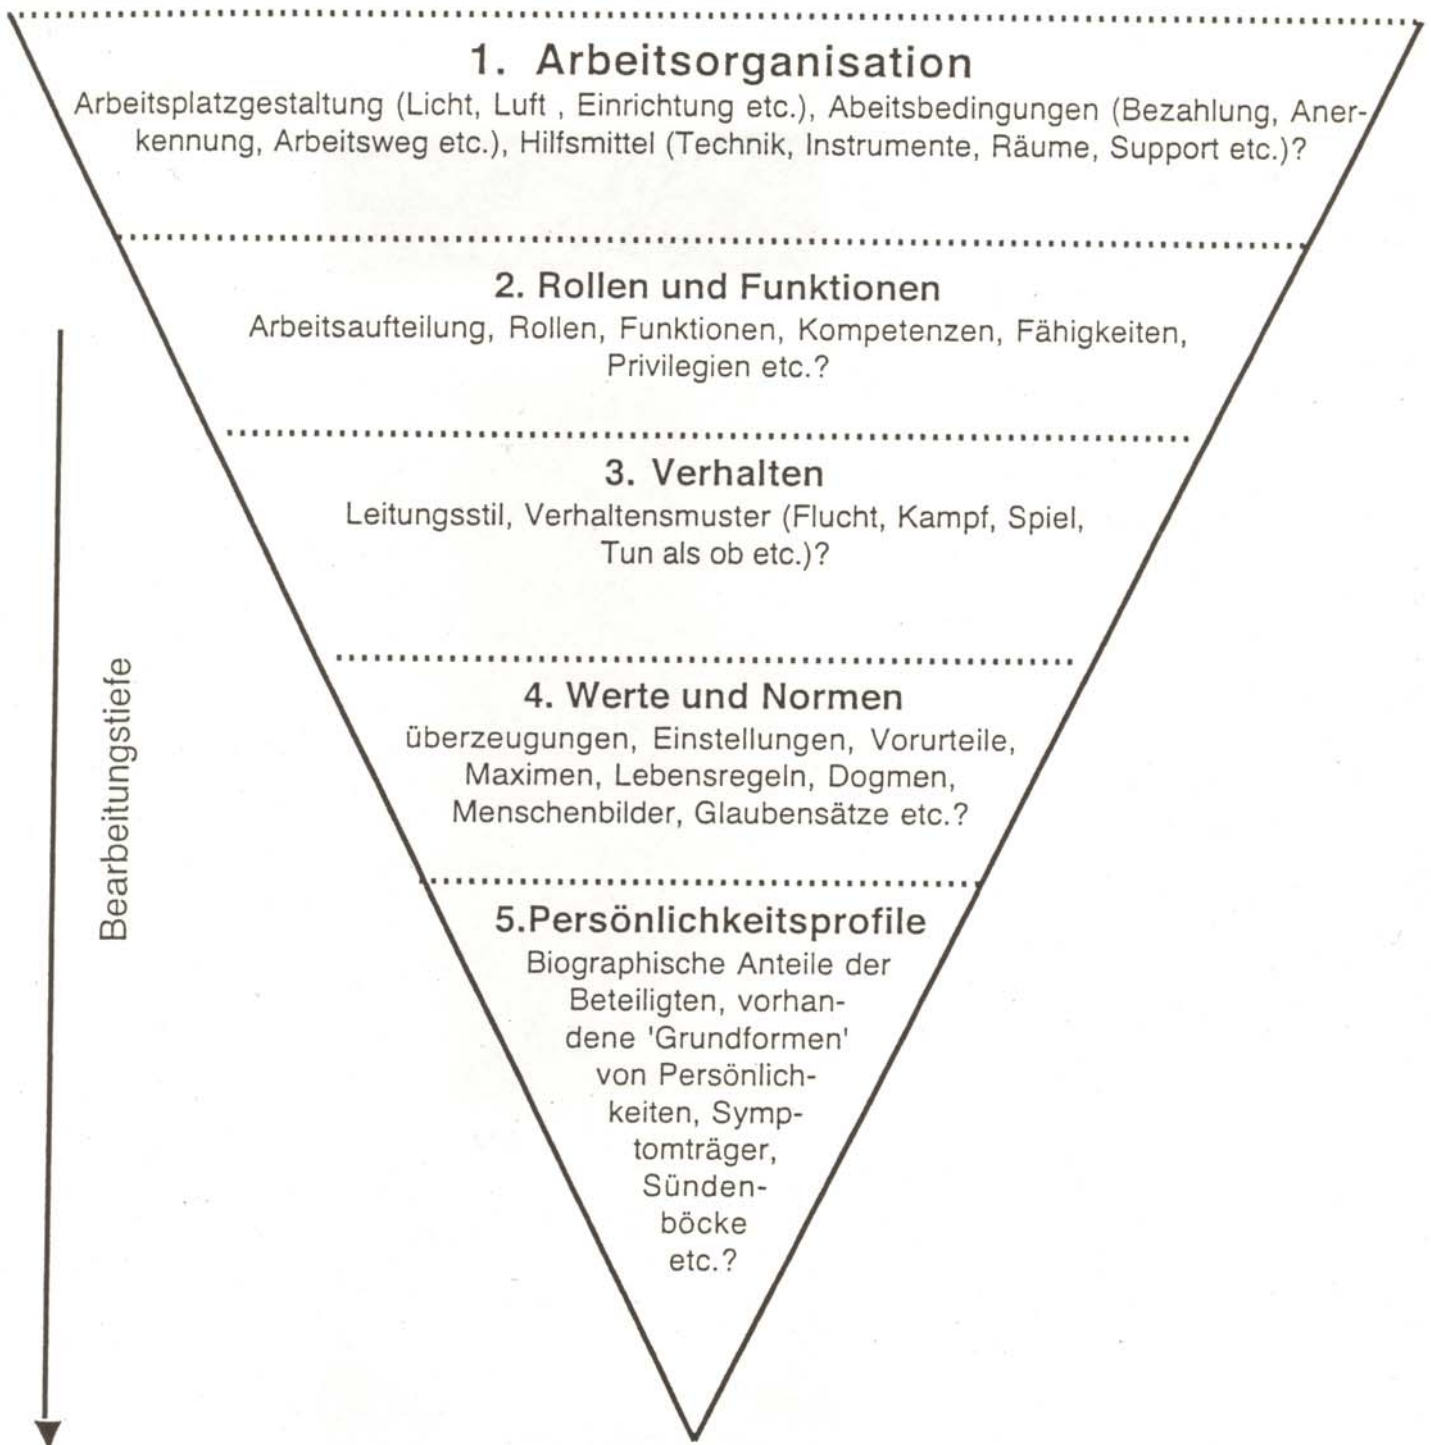 1. Arbeitsorganisation
Arbeitsplatzgestaltung (Licht, Luft , Einrichtung etc.), Abeitsbedingungen (Bezahlung, Aner-
kennung, Arbeitsweg etc.), Hilfsmittel (Technik, Instrumente, Räume, Support etc.)?
2. Rollen und Funktionen
Arbeitsaufteilung, Rollen, Funktionen, Kompetenzen, Fähigkeiten,
Privilegien etc.?
3. Verhalten
Leitungsstil, Verhaltensmuster (Flucht, Kampf, Spiel,
Tun als ob etc.)?
4. Werte und Normen
überzeugungen, Einstellungen, Vorurteile,
Maximen, Lebensregeln, Dogmen,
Menschenbilder, Glaubensätze etc.?
5.Persönlichkeitsprofile
Biographische Anteile der
Beteiligten, vorhan-
dene 'Grundformen'
von Persönlich-
keiten, Symp-
tomträger,
Sünden-
böcke
etc.?
Bearbeitungstiefe